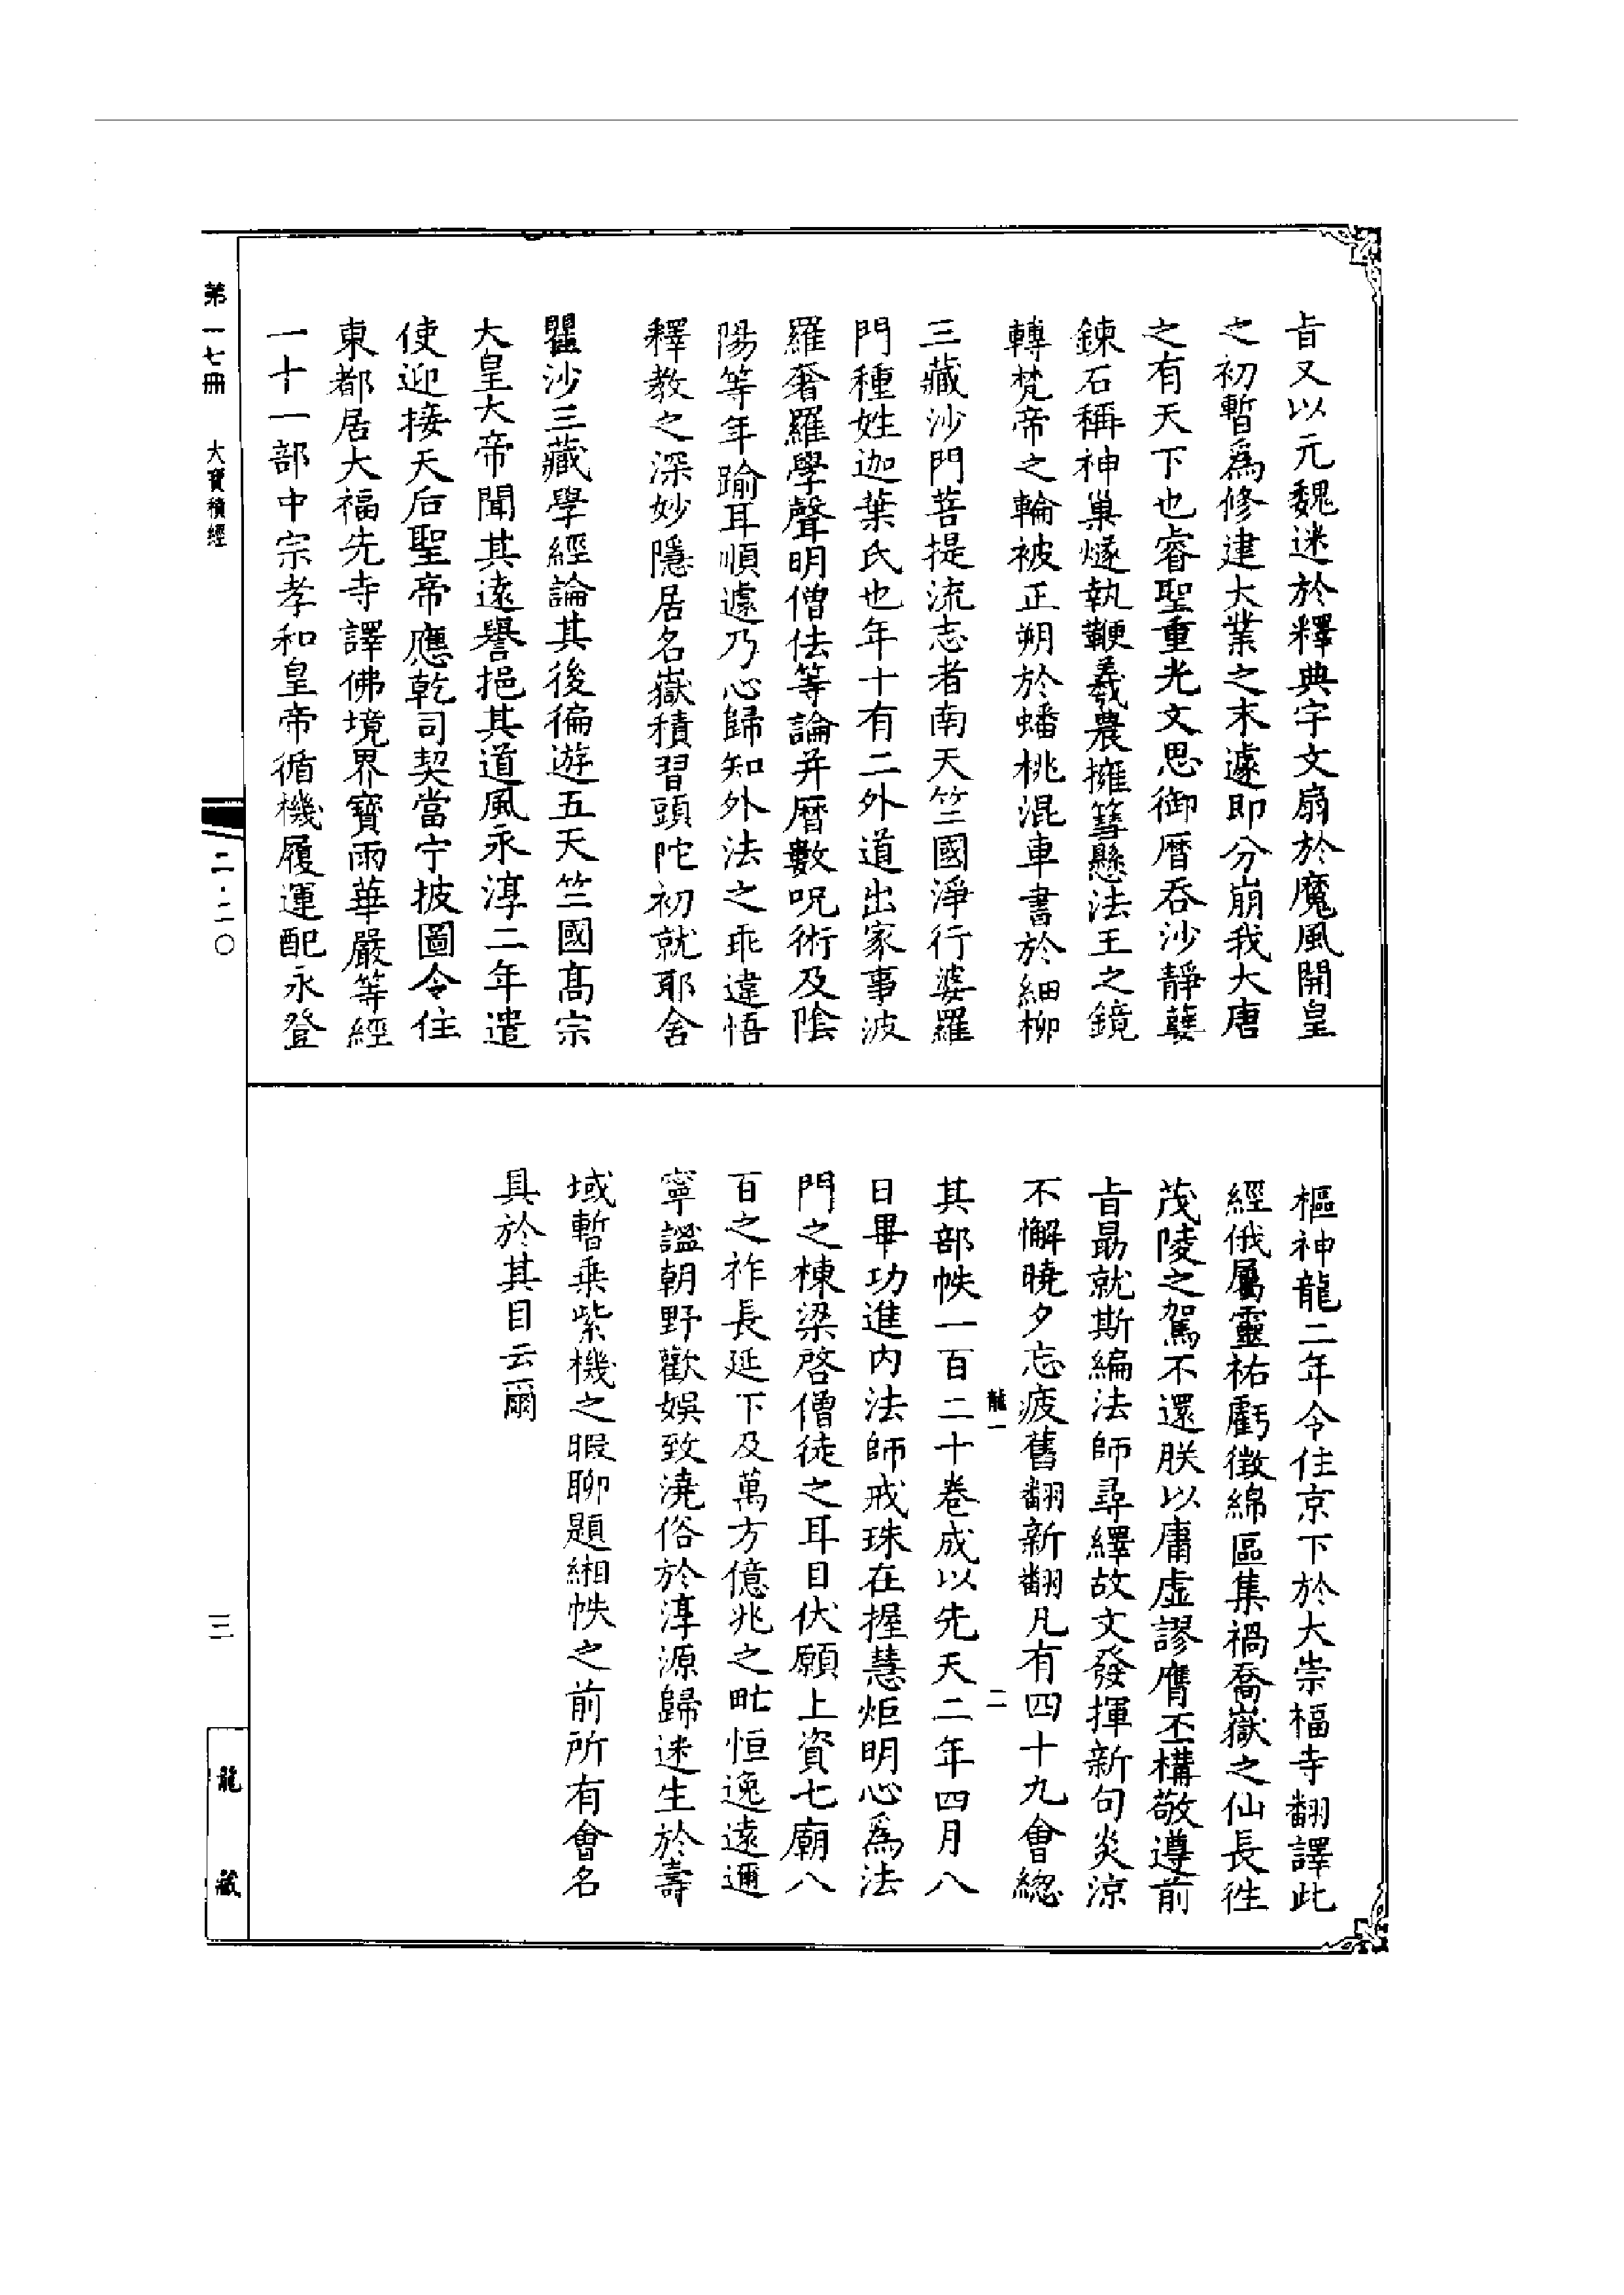 旨又以元魏迷於釋典宇文扇於魔風開皇
之初暫爲修建大業之末遽即分崩我大唐
之有天下也睿聖重光文思御曆吞沙靜孽
鍊石稱神巢燧執鞭羲農擁篲懸法王之鏡
轉梵帝之輪被正朔於蟠桃混車書於細柳
三藏沙門菩提流志者南天竺國淨行婆羅
門種姓迦葉氏也年十有二外道出家事波
羅奢羅學聲明僧佉等論并曆數呪術及陰
陽等年踰耳順遽乃心歸知外法之乖違悟
釋教之深妙隱居名嶽積習頭陀初就耶舍
瞿沙三藏學經論其後徧遊五天竺國髙宗
大皇大帝聞其遠譽挹其道風永淳二年遣
使迎接天后聖帝應乾司契當宁披圖令住
東都居大福先寺譯佛境界寶雨華嚴等經
一十一部中宗孝和皇帝循機履運配永登
樞神龍二年令住京下於大崇福寺翻譯此
經俄屬靈祐虧徵綿區集禍喬嶽之仙長徃
茂陵之駕不還朕以庸虛謬膺丕構敬遵前
旨勗就斯編法師尋繹故文發揮新句炎涼
不懈曉夕忘疲舊翻新翻凡有四十九會緫
龍一 二
其部帙一百二十卷成以先天二年四月八
日畢功進內法師戒珠在握慧炬明心爲法
門之棟梁啓僧徒之耳目伏願上資七廟八
百之祚長延下及萬方億兆之甿恒逸遠邇
寧謐朝野歡娛致澆俗於淳源歸迷生於壽
域暫乗紫機之暇聊題緗帙之前所有會名
具於其目云爾
第一七冊 大寶積經
二·二〇
三
龍藏